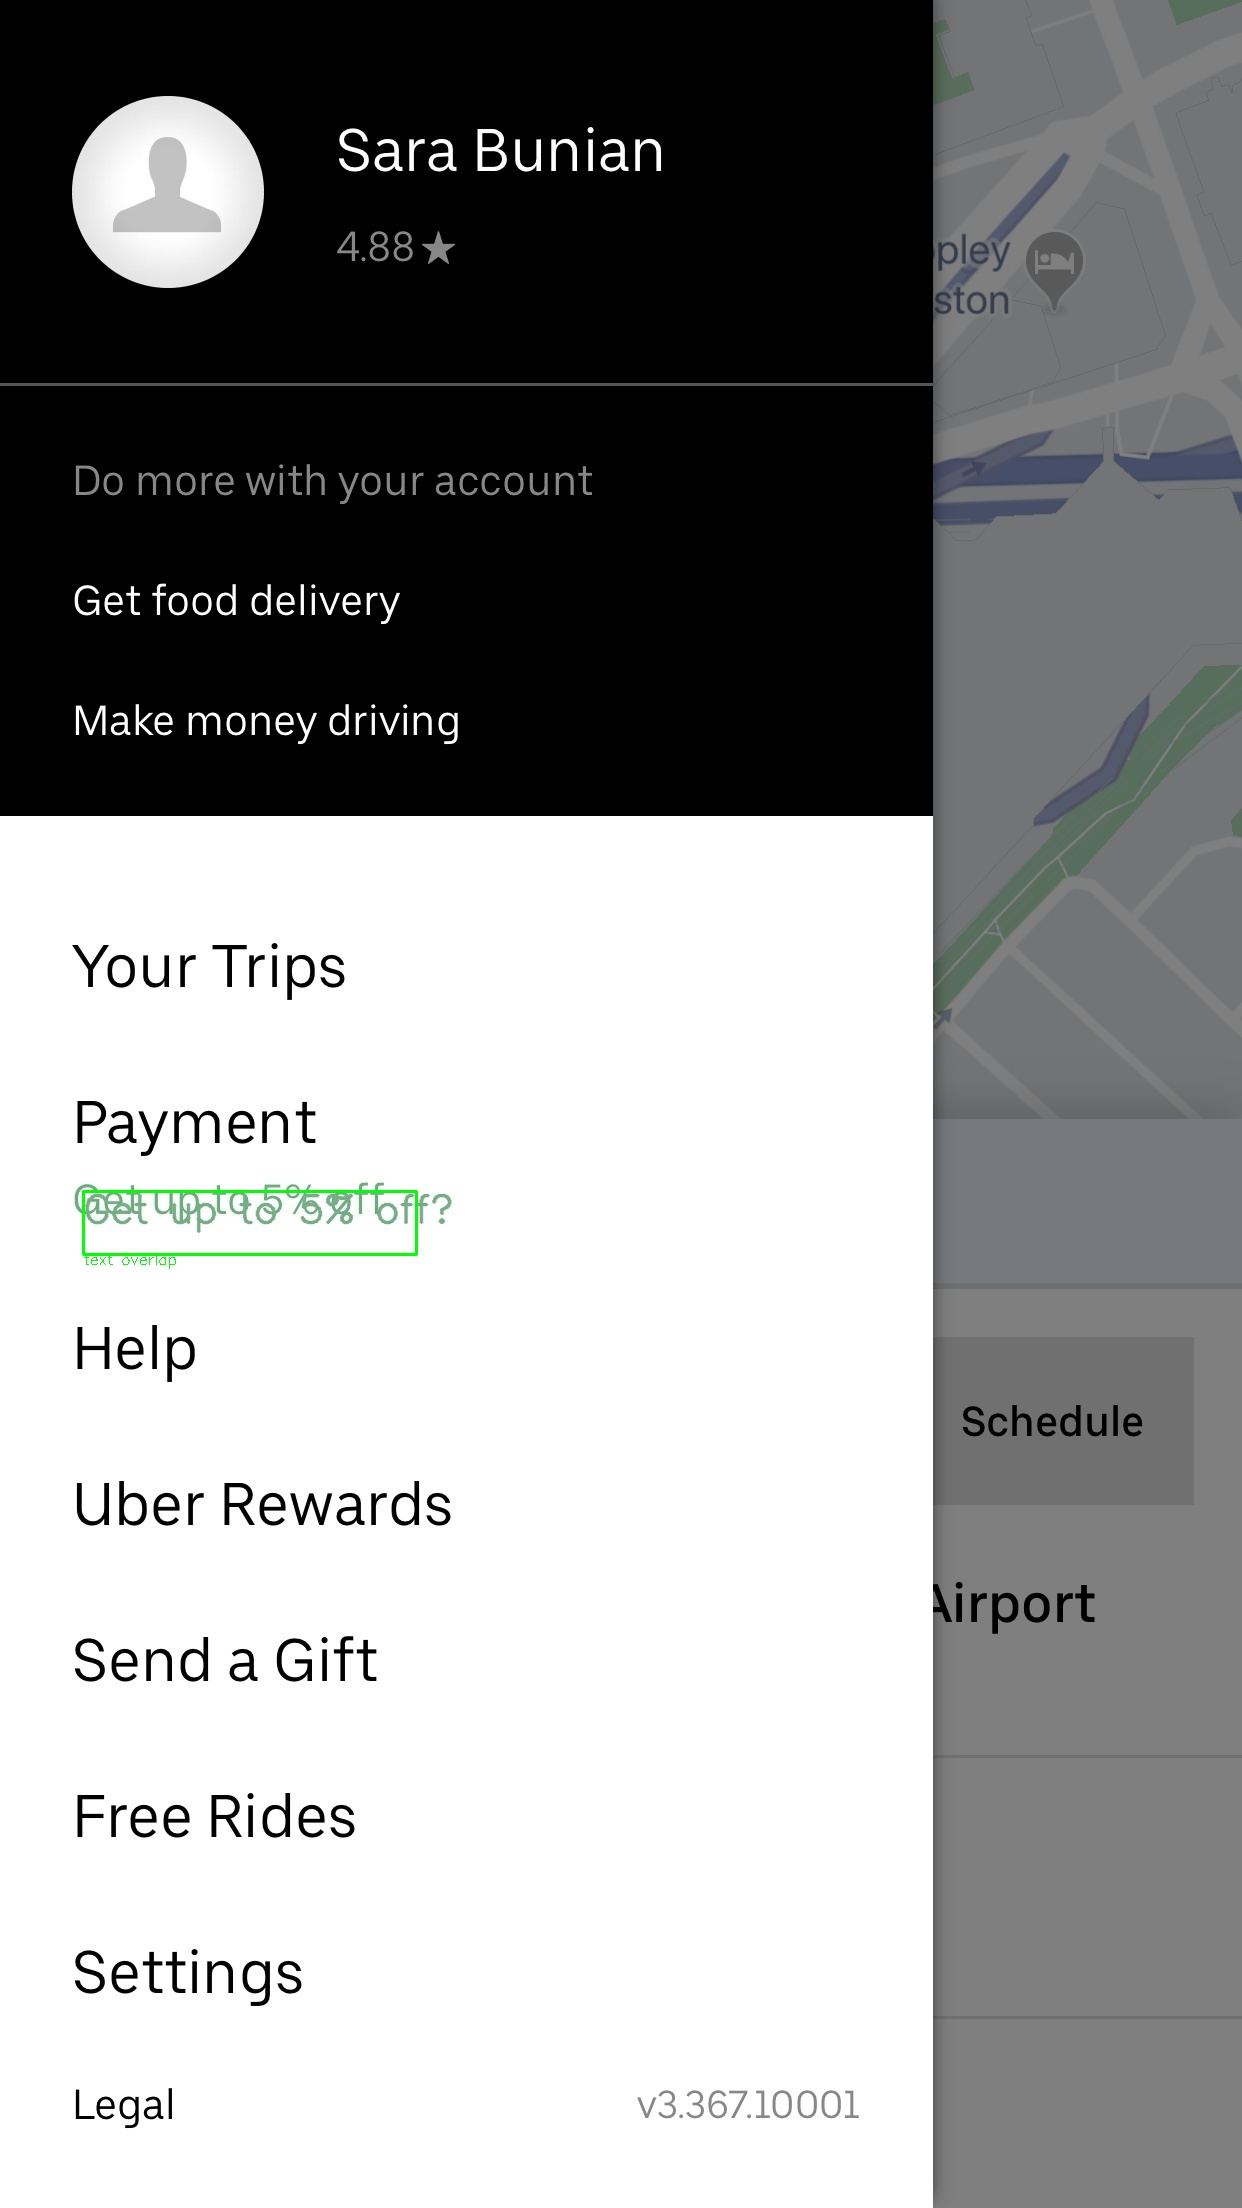 Sara Bunian
4.88★
pley
ston
Do more with your account
Get food delivery
Make money driving
Your Trips
Payment
Get up to 5% off
Get up to 5% off?
text overlap
Help
Schedule
Uber Rewards
Airport
Send a Gift
Free Rides
Settings
Legal
v3.367.10001